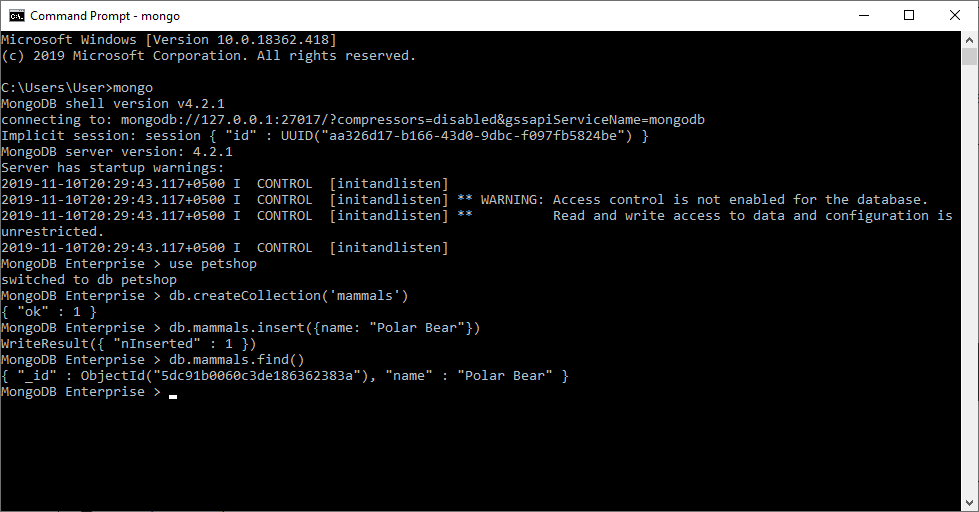 Command Prompt - mongo
Microsoft Windows [Version 10.0.18362.418]
(c) 2019 Microsoft Corporation. All rights reserved.
C:\Users\User>mongo
MongoDB shell version v4.2.1
connecting to: mongodb://127.0.0.1:27017/?compressors=disabled&gssapiServiceName=mongodb
Implicit session: session { "id" : UUID("aa326d17-b166-43d0-9dbc-f097fb5824be") }
MongoDB server version: 4.2.1
Server has startup warnings:
2019-11-10T20:29:43.117+0500 I  CONTROL  [initandlisten]
2019-11-10T20:29:43.117+0500 I  CONTROL  [initandlisten] ** WARNING: Access control is not enabled for the database.
2019-11-10T20:29:43.117+0500 I  CONTROL  [initandlisten] **          Read and write access to data and configuration is
unrestricted.
2019-11-10T20:29:43.117+0500 I  CONTROL  [initandlisten]
MongoDB Enterprise > use petshop
switched to db petshop
MongoDB Enterprise > db.createCollection('mammals')
{ "ok" : 1 }
MongoDB Enterprise > db.mammals.insert({name: "Polar Bear"})
WriteResult({ "nInserted" : 1 })
MongoDB Enterprise > db.mammals.find()
{ "_id" : ObjectId("5dc91b0060c3de186362383a"), "name" : "Polar Bear" }
MongoDB Enterprise >